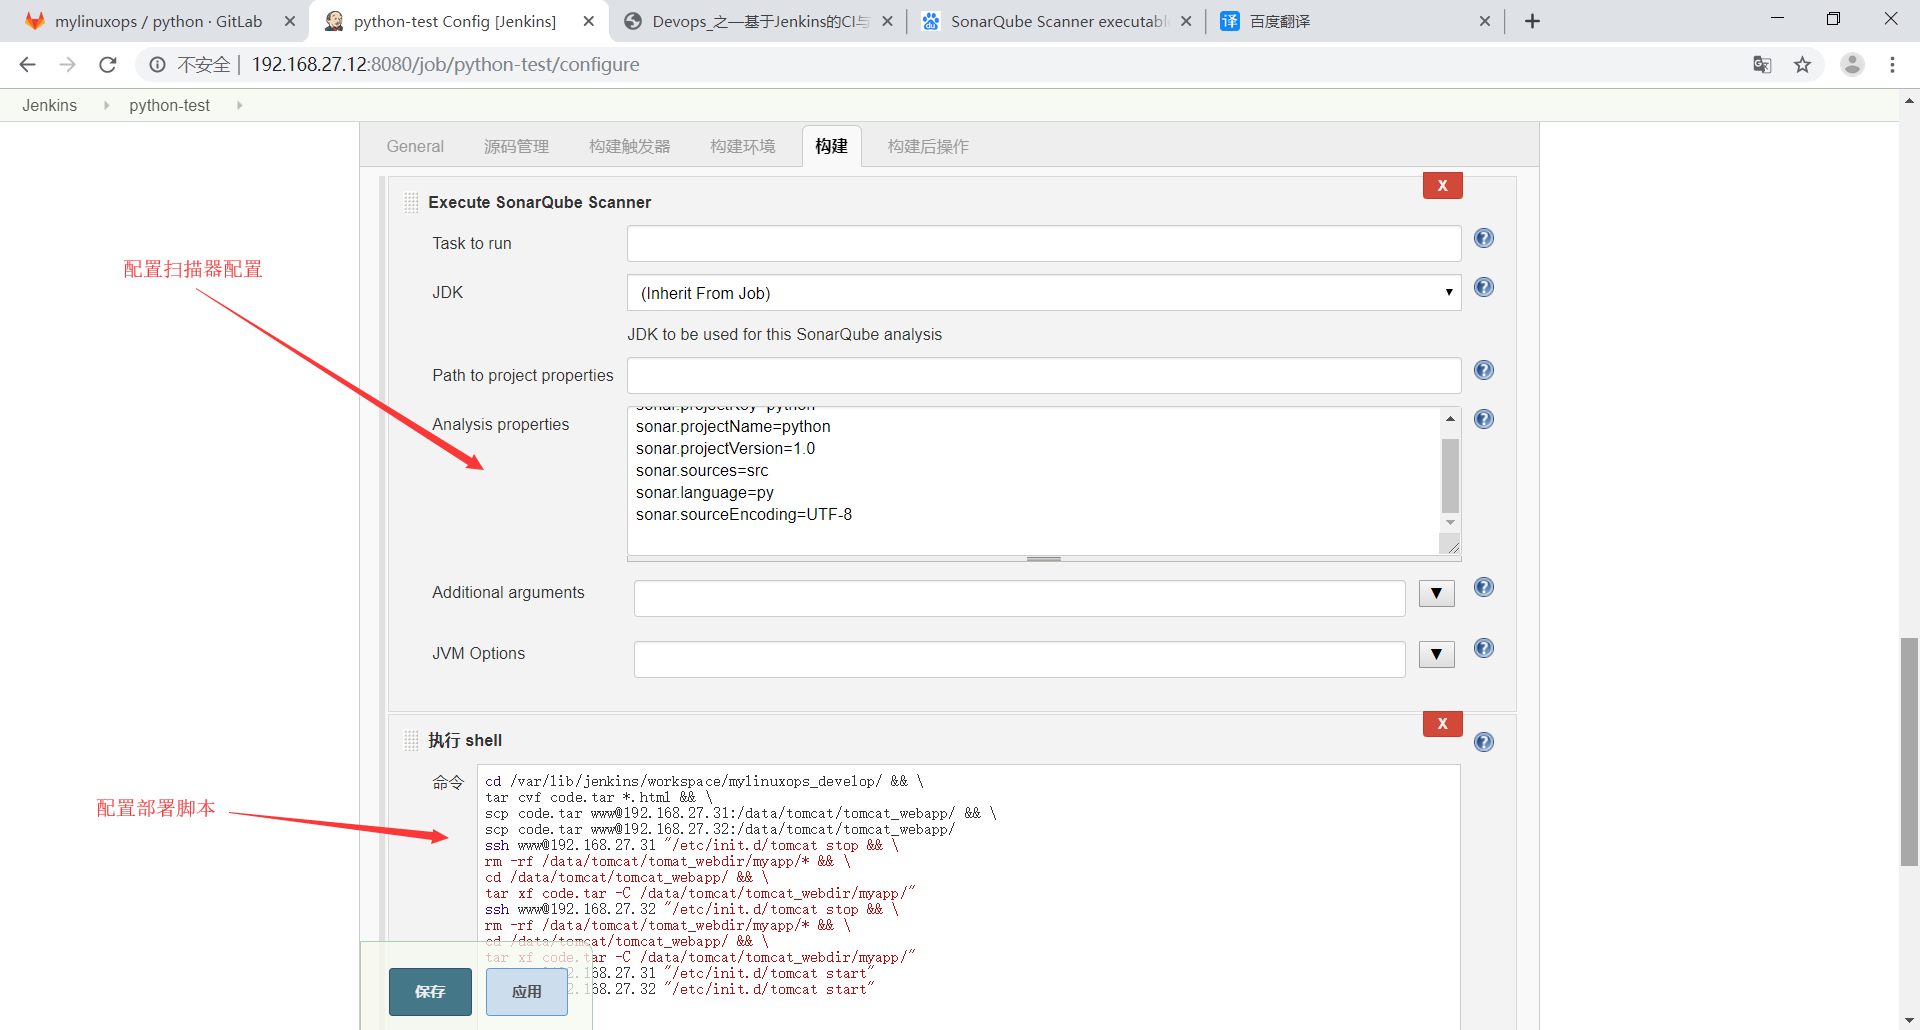 mylinuxops / python · GitLab
python-test Config [Jenkins]
Devops_之—基于Jenkins的CI与
SonarQube Scanner executabl
译 百度翻译
不安全 | 192.168.27.12:8080/job/python-test/configure
Jenkins
python-test
General
源码管理
构建触发器
构建环境
构建
构建后操作
X
Execute SonarQube Scanner
Task to run
配置扫描器配置
JDK
(Inherit From Job)
JDK to be used for this SonarQube analysis
Path to project properties
Analysis properties
sonar.projectKey=python
sonar.projectName=python
sonar.projectVersion=1.0
sonar.sources=src
sonar.language=py
sonar.sourceEncoding=UTF-8
Additional arguments
JVM Options
X
执行 shell
命令
配置部署脚本
cd /var/lib/jenkins/workspace/mylinuxops_develop/ && \
tar cvf code.tar *.html && \
scp code.tar www@192.168.27.31:/data/tomcat/tomcat_webapp/ && \
scp code.tar www@192.168.27.32:/data/tomcat/tomcat_webapp/
ssh www@192.168.27.31 "/etc/init.d/tomcat stop && \
rm -rf /data/tomcat/tomat_webdir/myapp/* && \
cd /data/tomcat/tomcat_webapp/ && \
tar xf code.tar -C /data/tomcat/tomcat_webdir/myapp/"
ssh www@192.168.27.32 "/etc/init.d/tomcat stop && \
rm -rf /data/tomcat/tomat_webdir/myapp/* && \
cd /data/tomcat/tomcat_webapp/ && \
tar xf code.tar -C /data/tomcat/tomcat_webdir/myapp/"
2.168.27.31 "/etc/init.d/tomcat start"
2.168.27.32 "/etc/init.d/tomcat start"
保存
应用